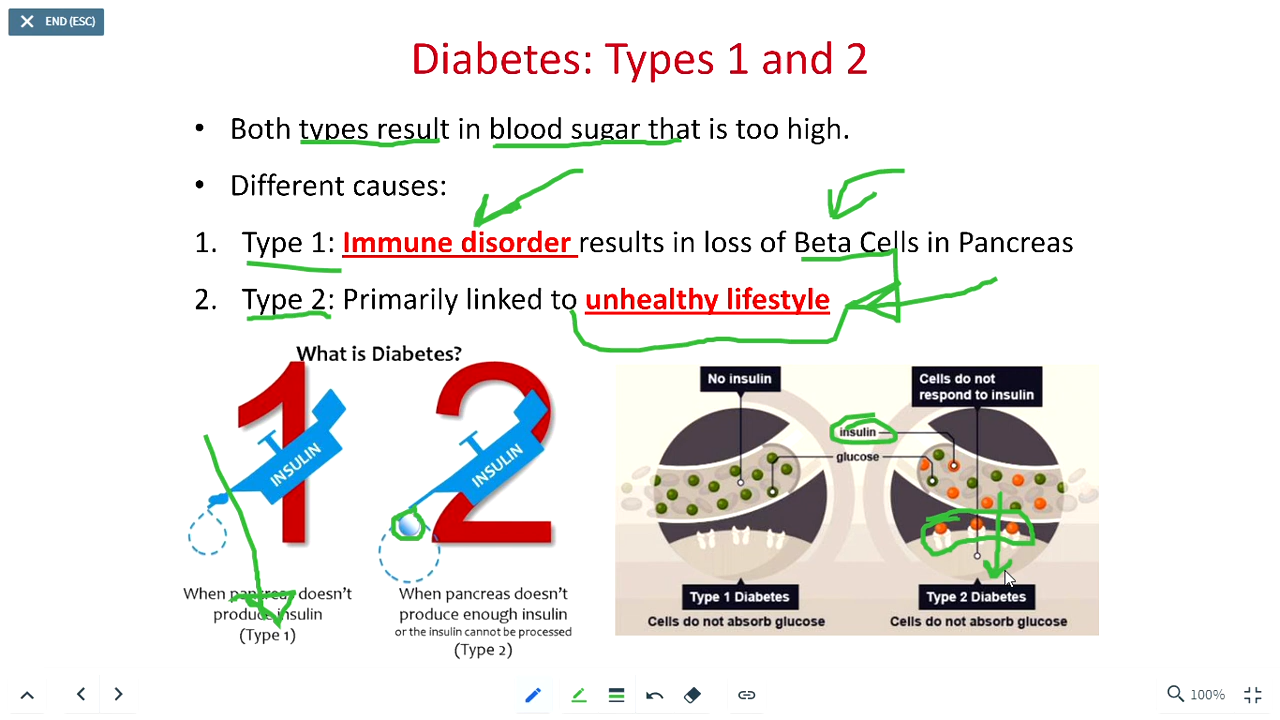 END (ESC)
Diabetes: Types 1 and 2
• Both types result in blood sugar that is too high.
• Different causes:
1. Type 1: Immune disorder results in loss of Beta Cells in Pancreas
2. Type 2: Primarily linked to unhealthy lifestyle
What is Diabetes?
1
INSULIN
When pancreas doesn't
produce insulin
(Type 1)
2
INSULIN
When pancreas doesn't
produce enough insulin
or the insulin cannot be processed
(Type 2)
No insulin
Cells do not
respond to insulin
insulin
glucose
Type 1 Diabetes
Cells do not absorb glucose
Type 2 Diabetes
Cells do not absorb glucose
100%